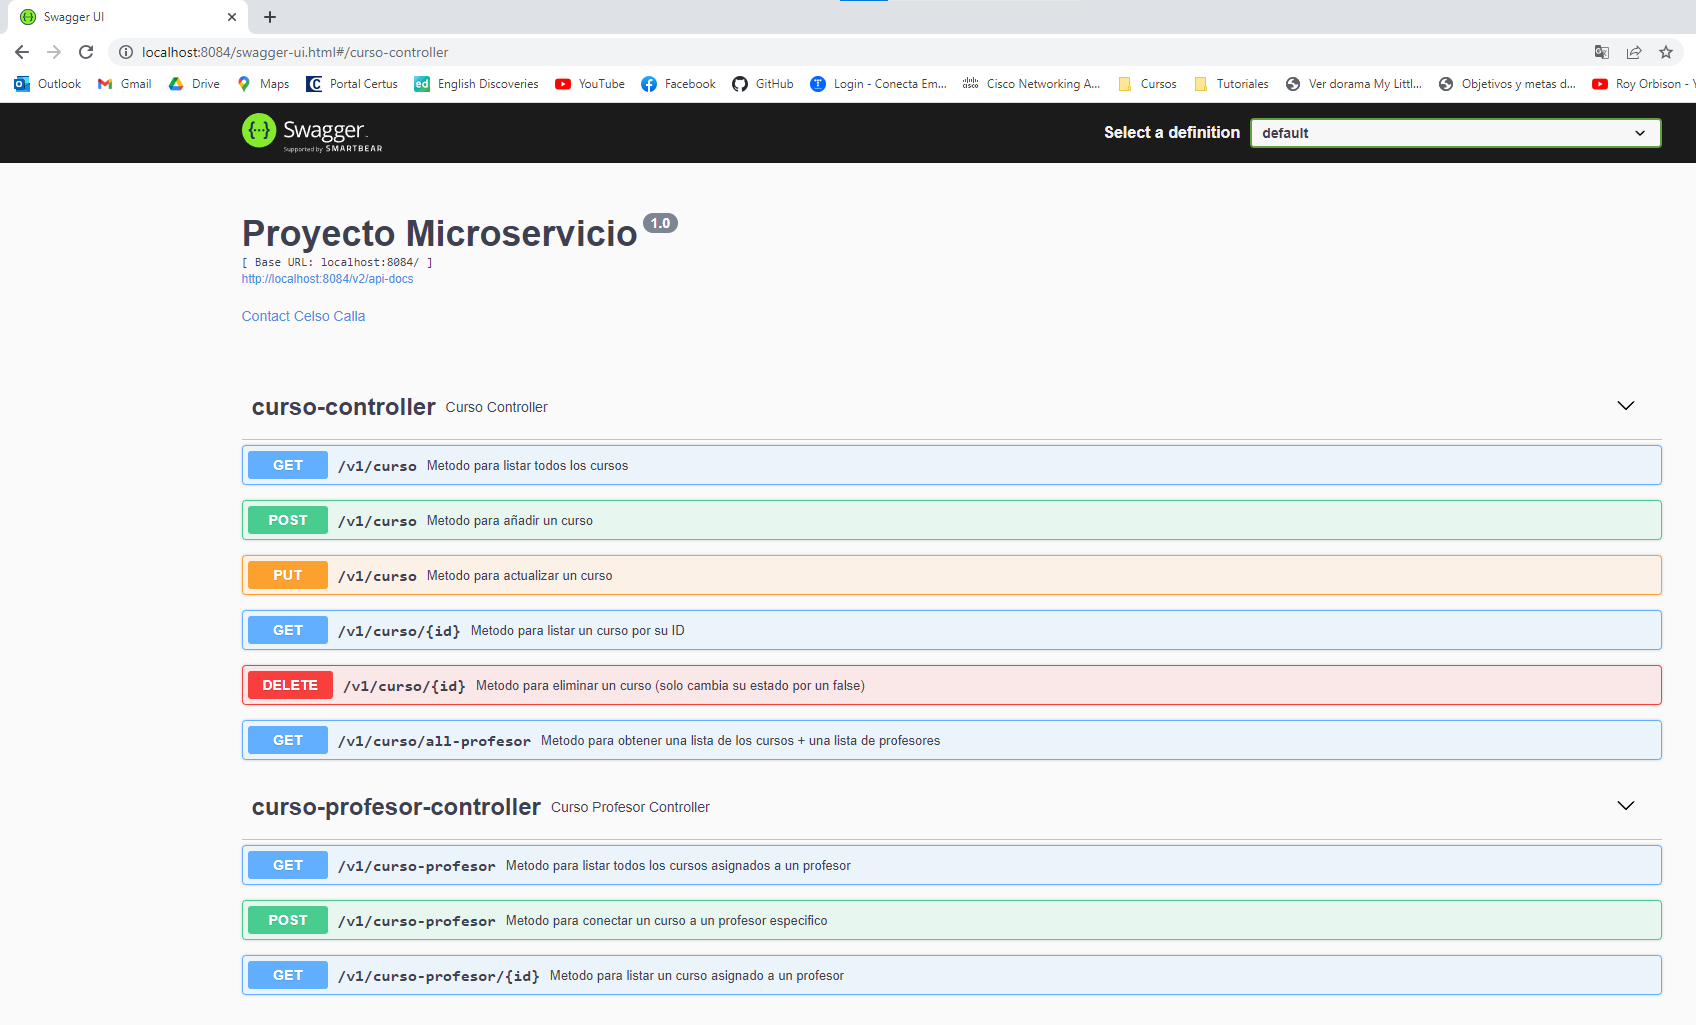 Swagger UI
localhost:8084/swagger-ui.html#/curso-controller
Outlook Gmail Drive Maps Portal Certus English Discoveries YouTube Facebook GitHub Login - Conecta Em... Cisco Networking A... Cursos Tutoriales Ver dorama My Littl... Objetivos y metas d... Roy Orbison - Y
Swagger.
Supported by SMARTBEAR
Select a definition default
Proyecto Microservicio 1.0
[ Base URL: localhost:8084/ ]
http://localhost:8084/v2/api-docs
Contact Celso Calla
curso-controller Curso Controller
GET /v1/curso Metodo para listar todos los cursos
POST /v1/curso Metodo para añadir un curso
PUT /v1/curso Metodo para actualizar un curso
GET /v1/curso/{id} Metodo para listar un curso por su ID
DELETE /v1/curso/{id} Metodo para eliminar un curso (solo cambia su estado por un false)
GET /v1/curso/all-profesor Metodo para obtener una lista de los cursos + una lista de profesores
curso-profesor-controller Curso Profesor Controller
GET /v1/curso-profesor Metodo para listar todos los cursos asignados a un profesor
POST /v1/curso-profesor Metodo para conectar un curso a un profesor especifico
GET /v1/curso-profesor/{id} Metodo para listar un curso asignado a un profesor